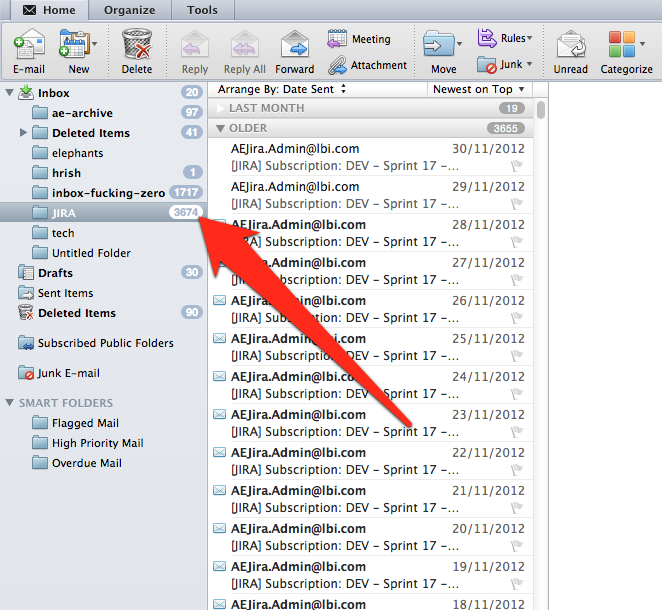 Home Organize Tools
E-mail New Delete Reply Reply All Forward Meeting Attachment Move Rules Junk Unread Categorize
Arrange By: Date Sent Newest on Top
Inbox 20
ae-archive 97
Deleted Items 41
elephants
hrish 1
inbox-fucking-zero 1717
JIRA 3674
tech
Untitled Folder
Drafts 30
Sent Items
Deleted Items 90
Subscribed Public Folders
Junk E-mail
SMART FOLDERS
Flagged Mail
High Priority Mail
Overdue Mail
LAST MONTH 19
OLDER 3655
AEJira.Admin@lbi.com 30/11/2012
[JIRA] Subscription: DEV - Sprint 17 -...
AEJira.Admin@lbi.com 29/11/2012
[JIRA] Subscription: DEV - Sprint 17 -...
AEJira.Admin@lbi.com 28/11/2012
[JIRA] Subscription: DEV - Sprint 17 -...
AEJira.Admin@lbi.com 27/11/2012
[JIRA] Subscription: DEV - Sprint 17 -...
AEJira.Admin@lbi.com 26/11/2012
[JIRA] Subscription: DEV - Sprint 17 -...
AEJira.Admin@lbi.com 25/11/2012
[JIRA] Subscription: DEV - Sprint 17 -...
AEJira.Admin@lbi.com 24/11/2012
[JIRA] Subscription: DEV - Sprint 17 -...
AEJira.Admin@lbi.com 23/11/2012
[JIRA] Subscription: DEV - Sprint 17 -...
AEJira.Admin@lbi.com 22/11/2012
[JIRA] Subscription: DEV - Sprint 17 -...
AEJira.Admin@lbi.com 21/11/2012
[JIRA] Subscription: DEV - Sprint 17 -...
AEJira.Admin@lbi.com 20/11/2012
[JIRA] Subscription: DEV - Sprint 17 -...
AEJira.Admin@lbi.com 19/11/2012
[JIRA] Subscription: DEV - Sprint 17 -...
AEJira.Admin@lbi.com 18/11/2012